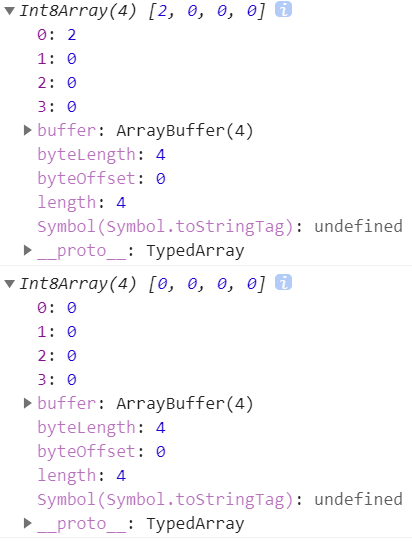 ▼Int8Array(4) [2, 0, 0, 0] i
0: 2
1: 0
2: 0
3: 0
▶buffer: ArrayBuffer(4)
byteLength: 4
byteOffset: 0
length: 4
Symbol(Symbol.toStringTag): undefined
▶__proto__: TypedArray
▼Int8Array(4) [0, 0, 0, 0] i
0: 0
1: 0
2: 0
3: 0
▶buffer: ArrayBuffer(4)
byteLength: 4
byteOffset: 0
length: 4
Symbol(Symbol.toStringTag): undefined
▶__proto__: TypedArray